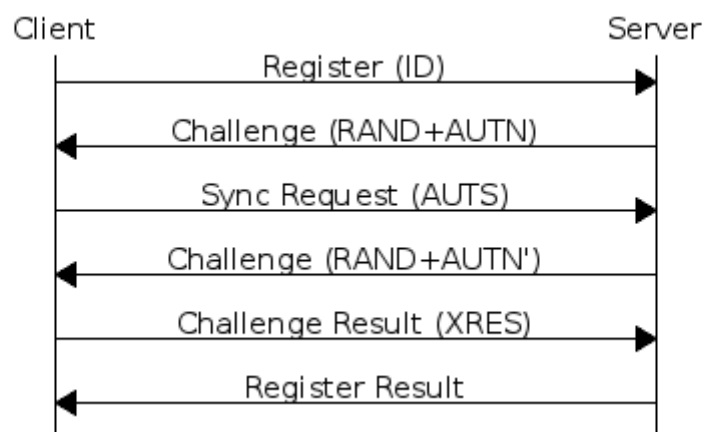 Client Server
Register (ID)
Challenge (RAND+AUTN)
Sync Request (AUTS)
Challenge (RAND+AUTN')
Challenge Result (XRES)
Register Result